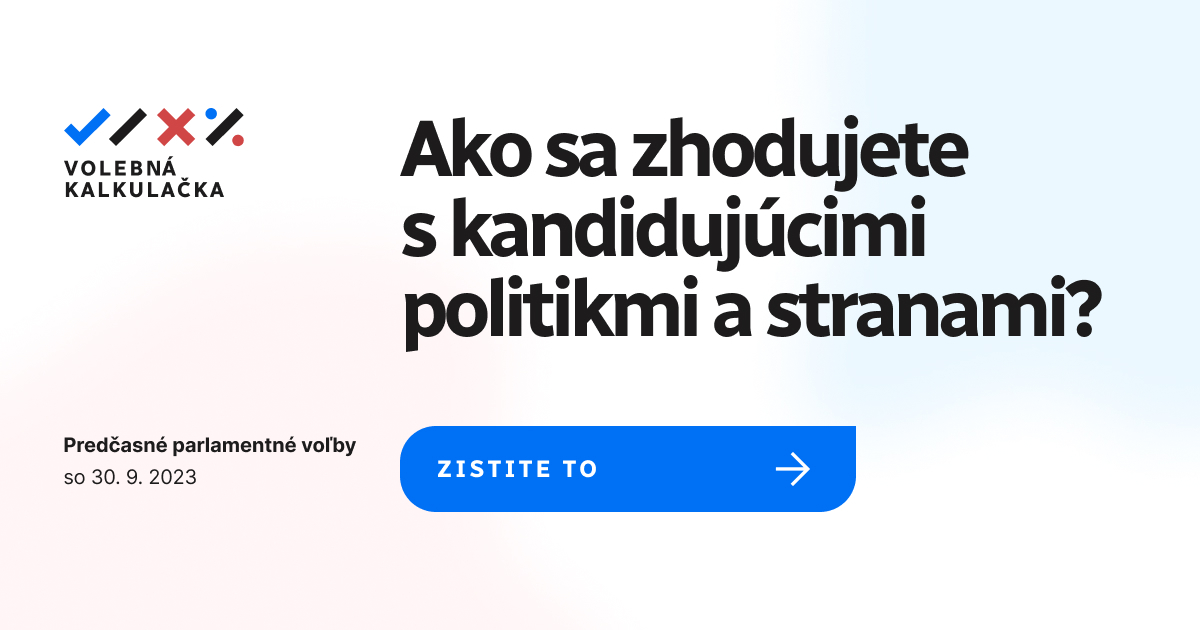 VOLEBNÁ
KALKULAČKA
Ako sa zhodujete
s kandidujúcimi
politikmi a stranami?
Predčasné parlamentné voľby
so 30. 9. 2023
ZISTITE TO